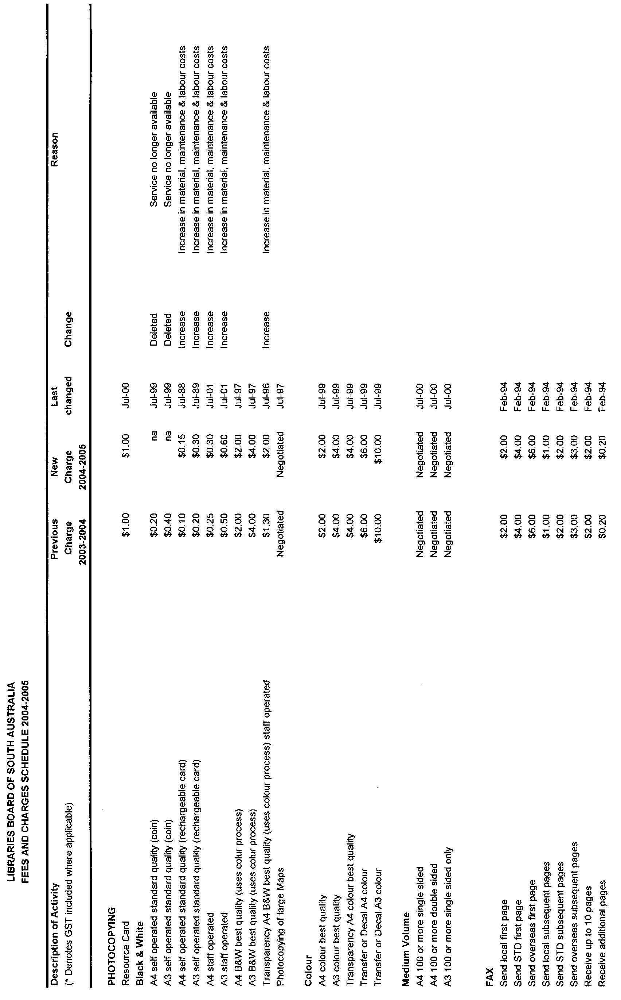 LIBRARIES BOARD OF SOUTH AUSTRALIA
FEES AND CHARGES SCHEDULE 2004-2005
Description of Activity Previous New Last Reason
(* Denotes GST included where applicable) Charge Charge changed Change
2003-2004 2004-2005
PHOTOCOPYING
Resource Card $1.00 $1.00 Jul-00
Black & White
A4 self operated standard quality (coin) $0.20 na Jul-99 Deleted Service no longer available
A3 self operated standard quality (coin) $0.40 na Jul-99 Deleted Service no longer available
A4 self operated standard quality (rechargeable card) $0.10 $0.15 Jul-88 Increase Increase in material, maintenance & labour costs
A3 self operated standard quality (rechargeable card) $0.20 $0.30 Jul-89 Increase Increase in material, maintenance & labour costs
A4 staff operated $0.25 $0.30 Jul-01 Increase Increase in material, maintenance & labour costs
A3 staff operated $0.50 $0.60 Jul-01 Increase Increase in material, maintenance & labour costs
A4 B&W best quality (uses colur process) $2.00 $2.00 Jul-97
A3 B&W best quality (uses colur process) $4.00 $4.00 Jul-97
Transparency A4 B&W best quality (uses colour process) staff operated $1.30 $2.00 Jul-96 Increase Increase in material, maintenance & labour costs
Photocopying of large Maps Negotiated Negotiated Jul-97
Colour
A4 colour best quality $2.00 $2.00 Jul-99
A3 colour best quality $4.00 $4.00 Jul-99
Transparency A4 colour best quality $4.00 $4.00 Jul-99
Transfer or Decal A4 colour $6.00 $6.00 Jul-99
Transfer or Decal A3 colour $10.00 $10.00 Jul-99
Medium Volume
A4 100 or more single sided Negotiated Negotiated Jul-00
A4 100 or more double sided Negotiated Negotiated Jul-00
A3 100 or more single sided only Negotiated Negotiated Jul-00
FAX
Send local first page $2.00 $2.00 Feb-94
Send STD first page $4.00 $4.00 Feb-94
Send overseas first page $6.00 $6.00 Feb-94
Send local subsequent pages $1.00 $1.00 Feb-94
Send STD subsequent pages $2.00 $2.00 Feb-94
Send overseas subsequent pages $3.00 $3.00 Feb-94
Receive up to 10 pages $2.00 $2.00 Feb-94
Receive additional pages $0.20 $0.20 Feb-94